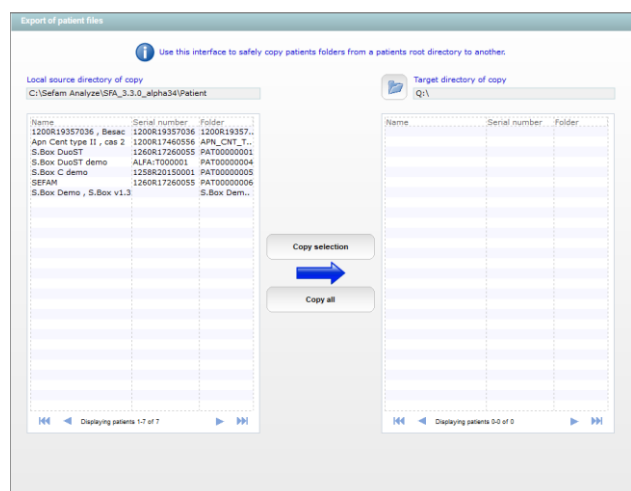 Export of patient files
Use this interface to safely copy patients folders from a patients root directory to another.
Local source directory of copy
C:\Sefam Analyze\SFA_3.3.0_alpha34\Patient
Target directory of copy
Q:\
Name Serial number Folder
1200R19357036 , Besac 1200R19357036 1200R19357..
Apn Cent type II , cas 2 1200R17460556 APN_CNT_T..
S.Box DuoST 1260R17260055 PAT00000001
S.Box DuoST demo ALFA:T000001 PAT00000004
S.Box C demo 1258R20150001 PAT00000005
SEFAM 1260R17260055 PAT00000006
S.Box Demo , S.Box v1.3 S.Box Dem..
Displaying patients 1-7 of 7
Copy selection
Copy all
Name Serial number Folder
Displaying patients 0-0 of 0